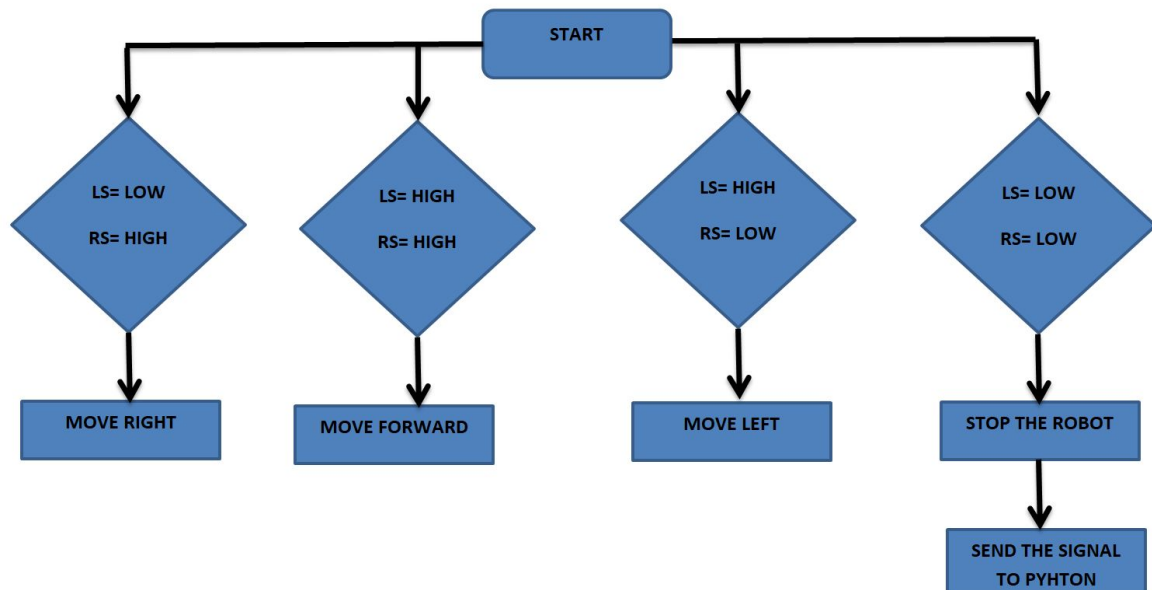 START
LS= LOW
RS= HIGH
LS= HIGH
RS= HIGH
LS= HIGH
RS= LOW
LS= LOW
RS= LOW
MOVE RIGHT
MOVE FORWARD
MOVE LEFT
STOP THE ROBOT
SEND THE SIGNAL
TO PYHTON